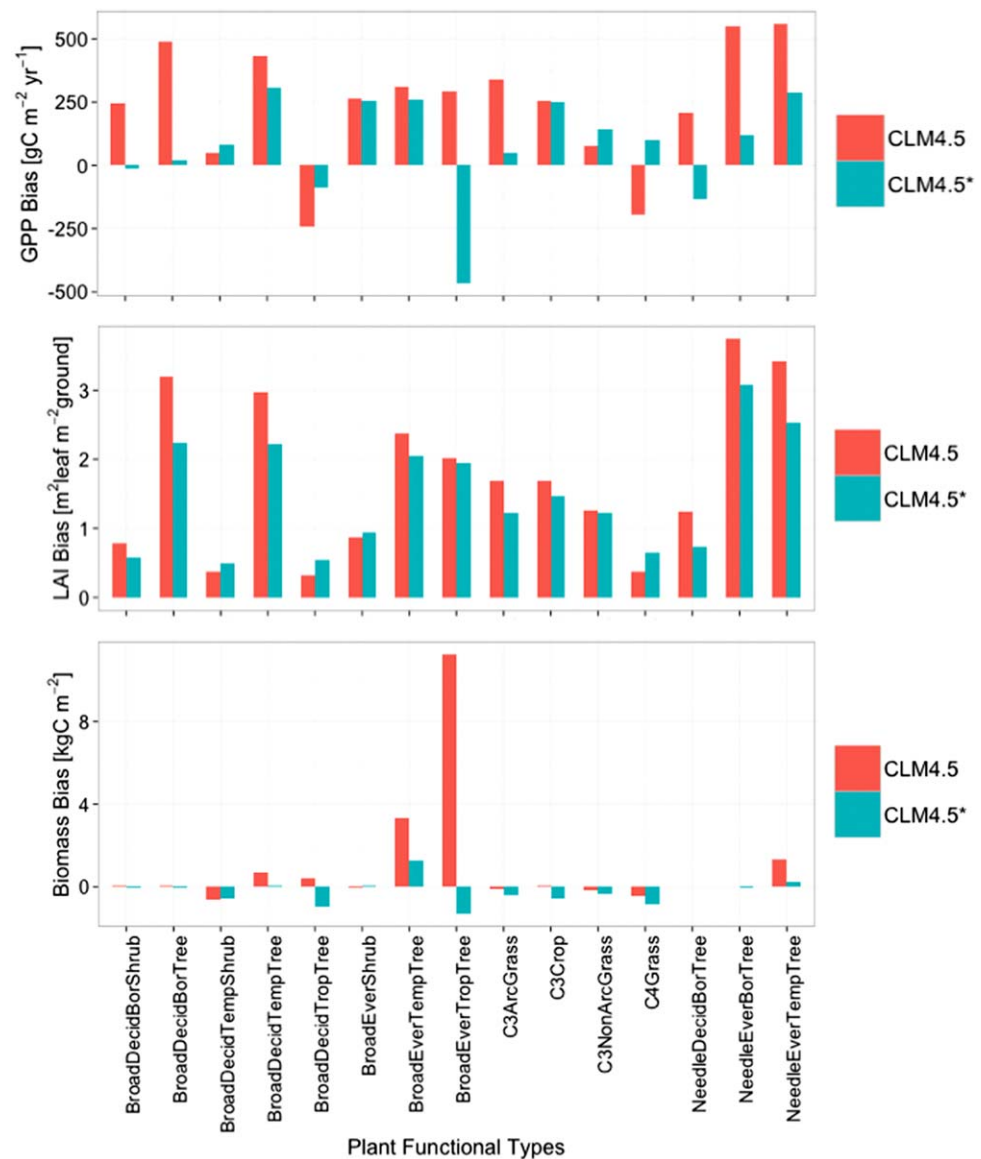 GPP Bias [gC m−2 yr−1]
500
250
0
-250
-500
CLM4.5
CLM4.5*
LAI Bias [m2leaf m−2ground]
3
2
1
0
CLM4.5
CLM4.5*
Biomass Bias [kgC m−2]
8
4
0
CLM4.5
CLM4.5*
BroadDecidBorShrub
BroadDecidBorTree
BroadDecidTempShrub
BroadDecidTempTree
BroadDecidTropTree
BroadEverShrub
BroadEverTempTree
BroadEverTropTree
C3ArcGrass
C3Crop
C3NonArcGrass
C4Grass
NeedleDecidBorTree
NeedleEverBorTree
NeedleEverTempTree
Plant Functional Types